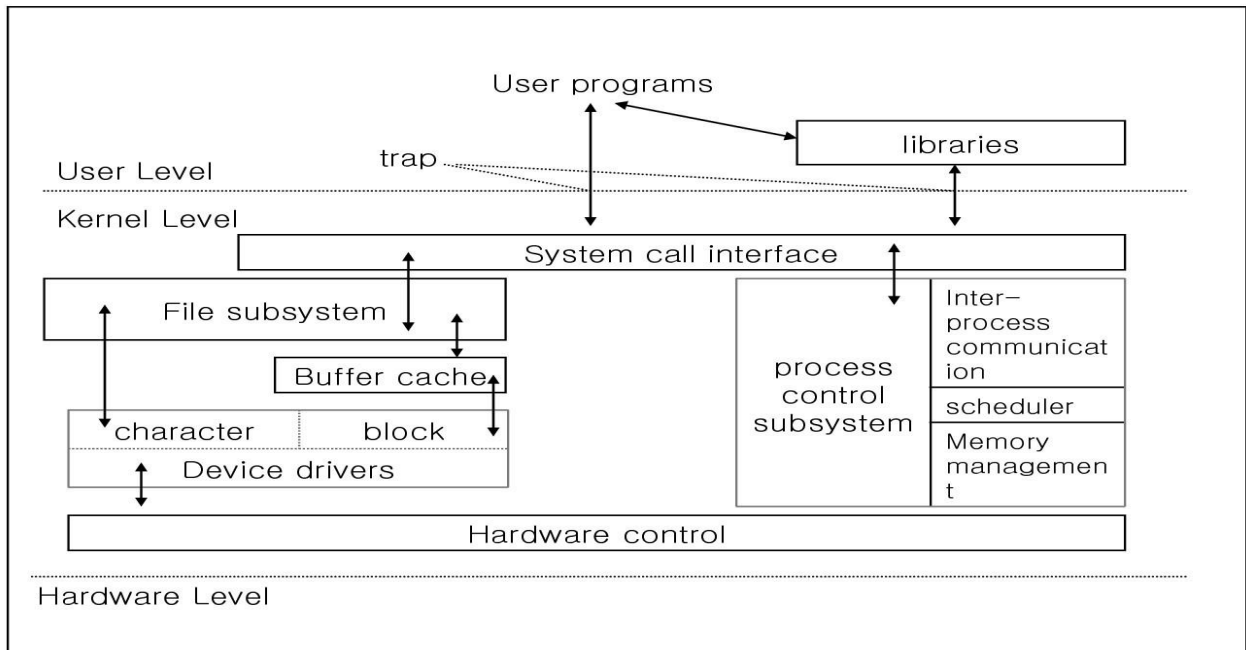 User programs
libraries
trap
User Level
Kernel Level
System call interface
File subsystem
Inter-
process
communicat
ion
Buffer cache
process
control
subsystem
scheduler
character
block
Memory
managemen
t
Device drivers
Hardware control
Hardware Level